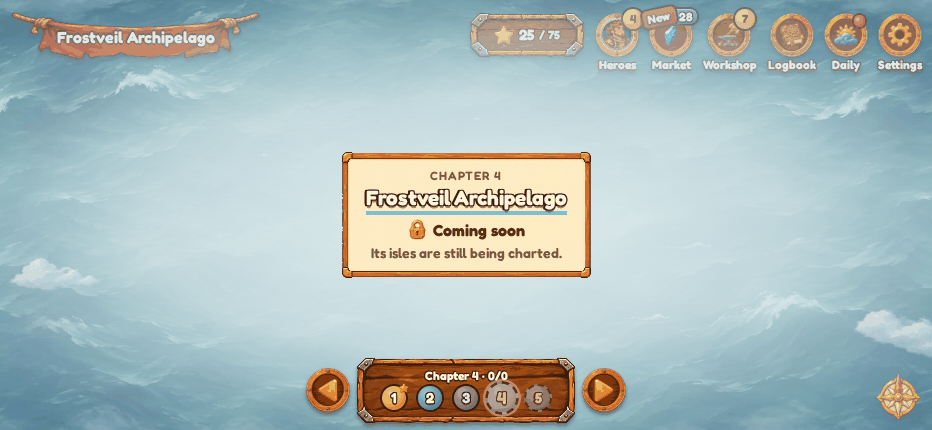 Frostveil Archipelago
25 / 75
4
New
28
7
Heroes
Market
Workshop
Logbook
Daily
Settings
CHAPTER 4
Frostveil Archipelago
Coming soon
Its isles are still being charted.
Chapter 4 · 0/0
1
2
3
4
5